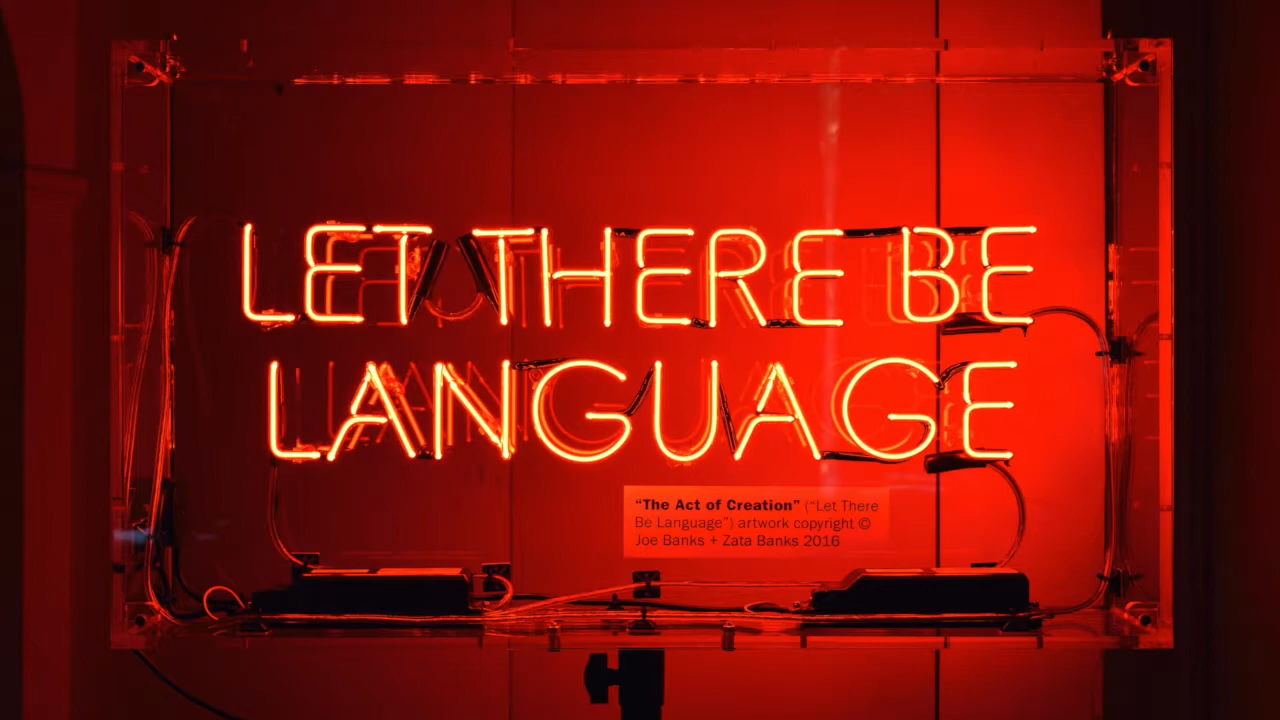 LET THERE BE
LANGUAGE
“The Act of Creation” (“Let There
Be Language”) artwork copyright ©
Joe Banks + Zata Banks 2016